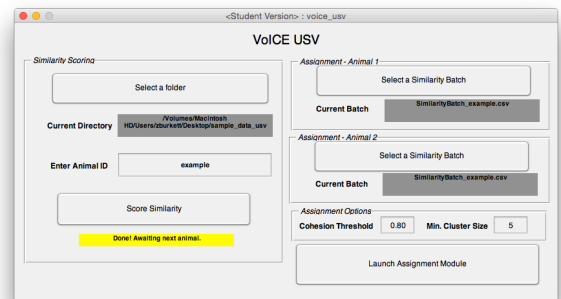 <Student Version> : voice_usv
VoICE USV
Similarity Scoring
Select a folder
Current Directory
/Volumes/Macintosh
HD/Users/zburkett/Desktop/sample_data_usv
Enter Animal ID
example
Score Similarity
Done! Awaiting next animal.
Assignment - Animal 1
Select a Similarity Batch
Current Batch
SimilarityBatch_example.csv
Assignment - Animal 2
Select a Similarity Batch
Current Batch
SimilarityBatch_example.csv
Assignment Options
Cohesion Threshold 0.80 Min. Cluster Size 5
Launch Assignment Module